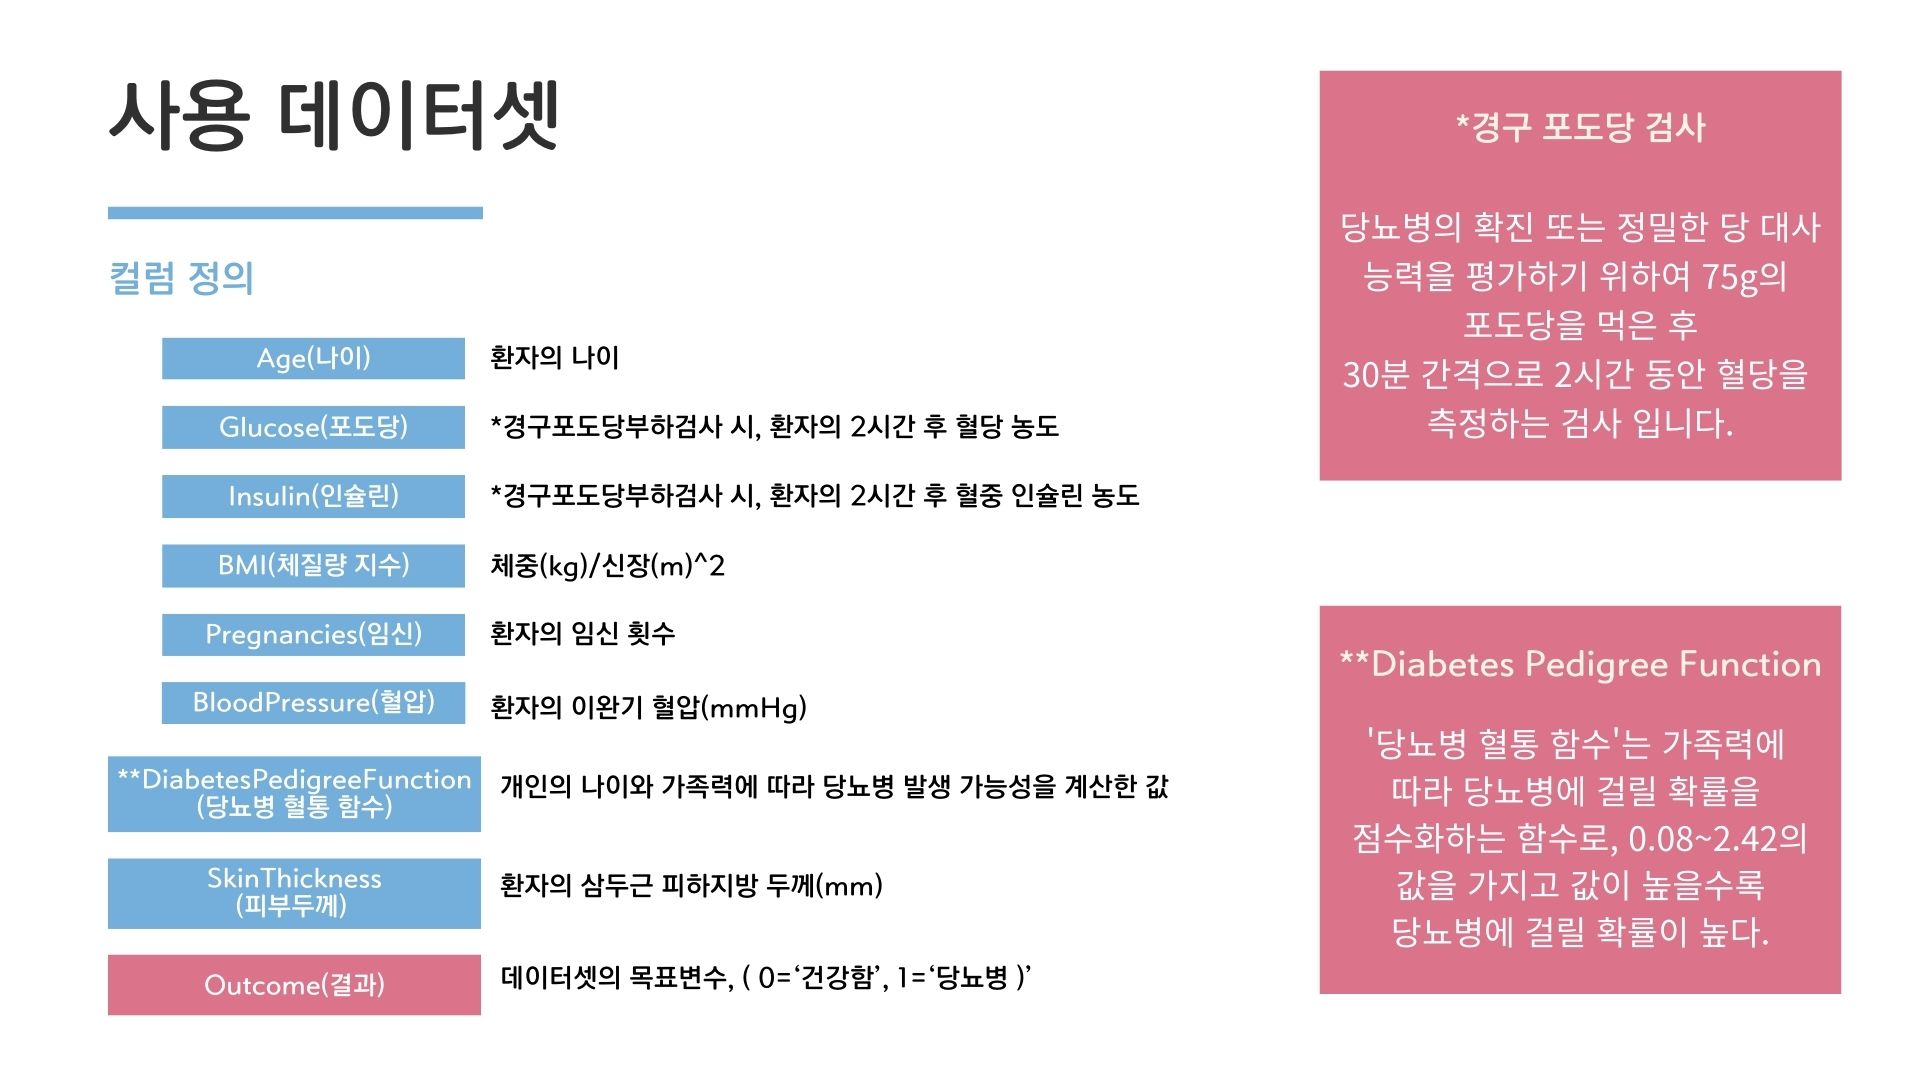 사용 데이터셋
컬럼 정의
Age(나이)
환자의 나이
Glucose(포도당)
*경구포도당부하검사 시, 환자의 2시간 후 혈당 농도
Insulin(인슐린)
*경구포도당부하검사 시, 환자의 2시간 후 혈중 인슐린 농도
BMI(체질량 지수)
체중(kg)/신장(m)^2
Pregnancies(임신)
환자의 임신 횟수
BloodPressure(혈압)
환자의 이완기 혈압(mmHg)
**DiabetesPedigreeFunction
(당뇨병 혈통 함수)
개인의 나이와 가족력에 따라 당뇨병 발생 가능성을 계산한 값
SkinThickness
(피부두께)
환자의 삼두근 피하지방 두께(mm)
Outcome(결과)
데이터셋의 목표변수, ( 0=‘건강함’, 1=‘당뇨병 )’
*경구 포도당 검사
당뇨병의 확진 또는 정밀한 당 대사
능력을 평가하기 위하여 75g의
포도당을 먹은 후
30분 간격으로 2시간 동안 혈당을
측정하는 검사 입니다.
**Diabetes Pedigree Function
'당뇨병 혈통 함수'는 가족력에
따라 당뇨병에 걸릴 확률을
점수화하는 함수로, 0.08~2.42의
값을 가지고 값이 높을수록
당뇨병에 걸릴 확률이 높다.